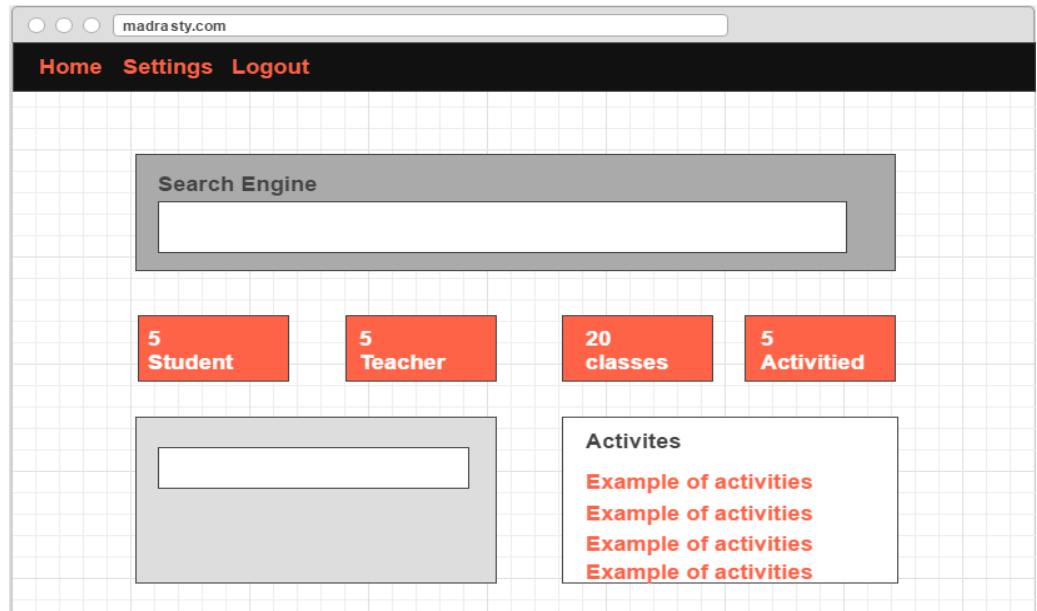 madrasty.com
Home Settings Logout
Search Engine
5
Student
5
Teacher
20
classes
5
Activitied
Activites
Example of activities
Example of activities
Example of activities
Example of activities